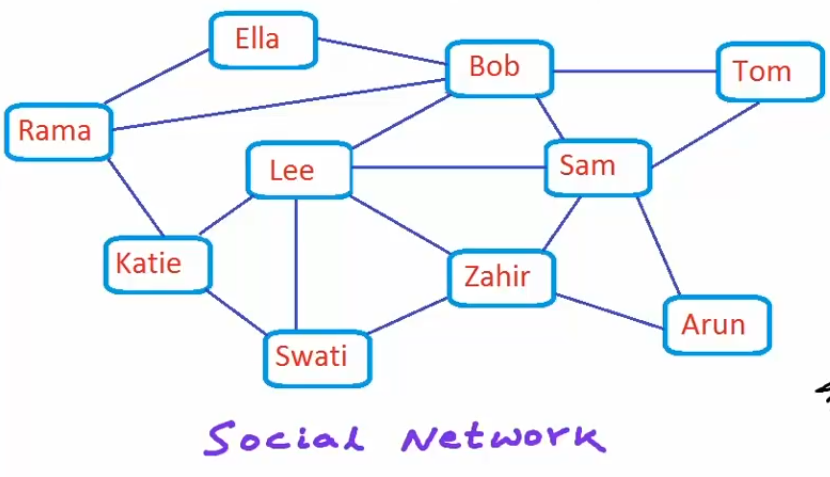 Ella
Bob
Tom
Rama
Lee
Sam
Katie
Zahir
Arun
Swati
Social Network